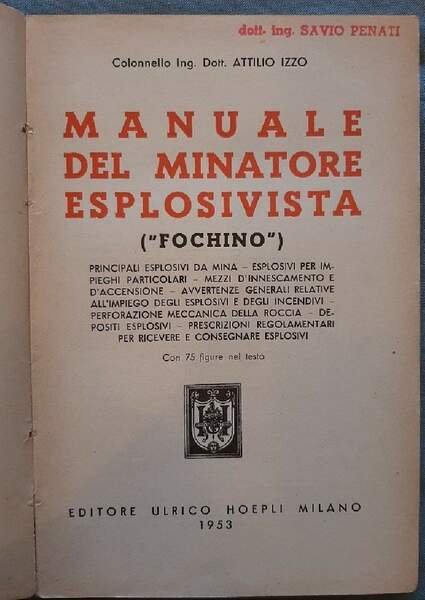 dott. ing. SAVIO PENATI
Colonnello Ing. Dott. ATTILIO IZZO
MANUALE
DEL MINATORE
ESPLOSIVISTA
("FOCHINO")
PRINCIPALI ESPLOSIVI DA MINA – ESPLOSIVI PER IM-
PIEGHI PARTICOLARI – MEZZI D'INNESCAMENTO E
D'ACCENSIONE – AVVERTENZE GENERALI RELATIVE
ALL'IMPIEGO DEGLI ESPLOSIVI E DEGLI INCENDIVI –
PERFORAZIONE MECCANICA DELLA ROCCIA – DE-
POSITI ESPLOSIVI – PRESCRIZIONI REGOLAMENTARI
PER RICEVERE E CONSEGNARE ESPLOSIVI
Con 75 figure nel testo
EDITORE ULRICO HOEPLI MILANO
1953